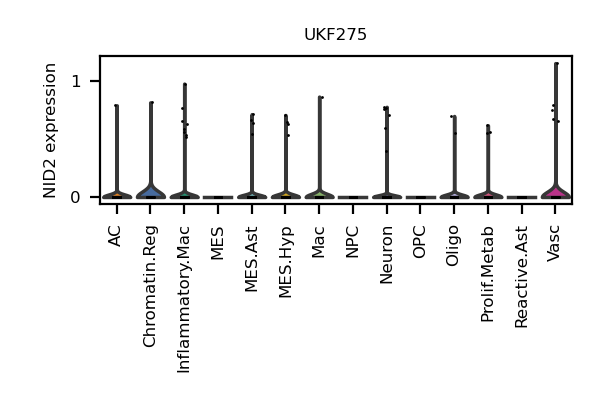 UKF275
NID2 expression
1
0
AC
Chromatin.Reg
Inflammatory.Mac
MES
MES.Ast
MES.Hyp
Mac
NPC
Neuron
OPC
Oligo
Prolif.Metab
Reactive.Ast
Vasc